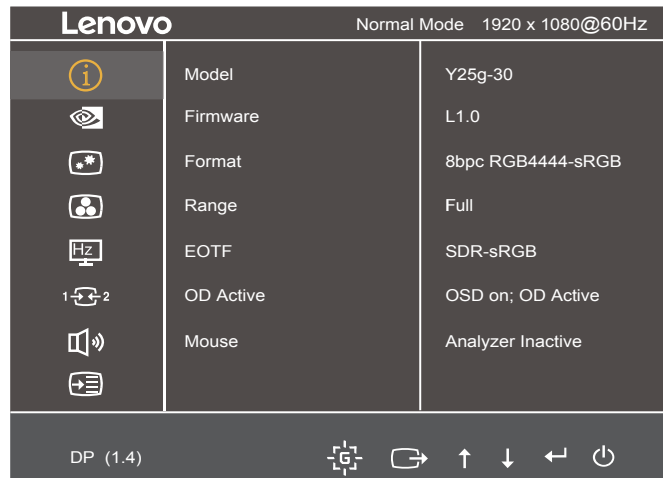 Lenovo Normal Mode 1920 x 1080@60Hz
i Model Y25g-30
Firmware L1.0
Format 8bpc RGB4444-sRGB
Range Full
Hz EOTF SDR-sRGB
1 2 OD Active OSD on; OD Active
Mouse Analyzer Inactive
DP (1.4) G